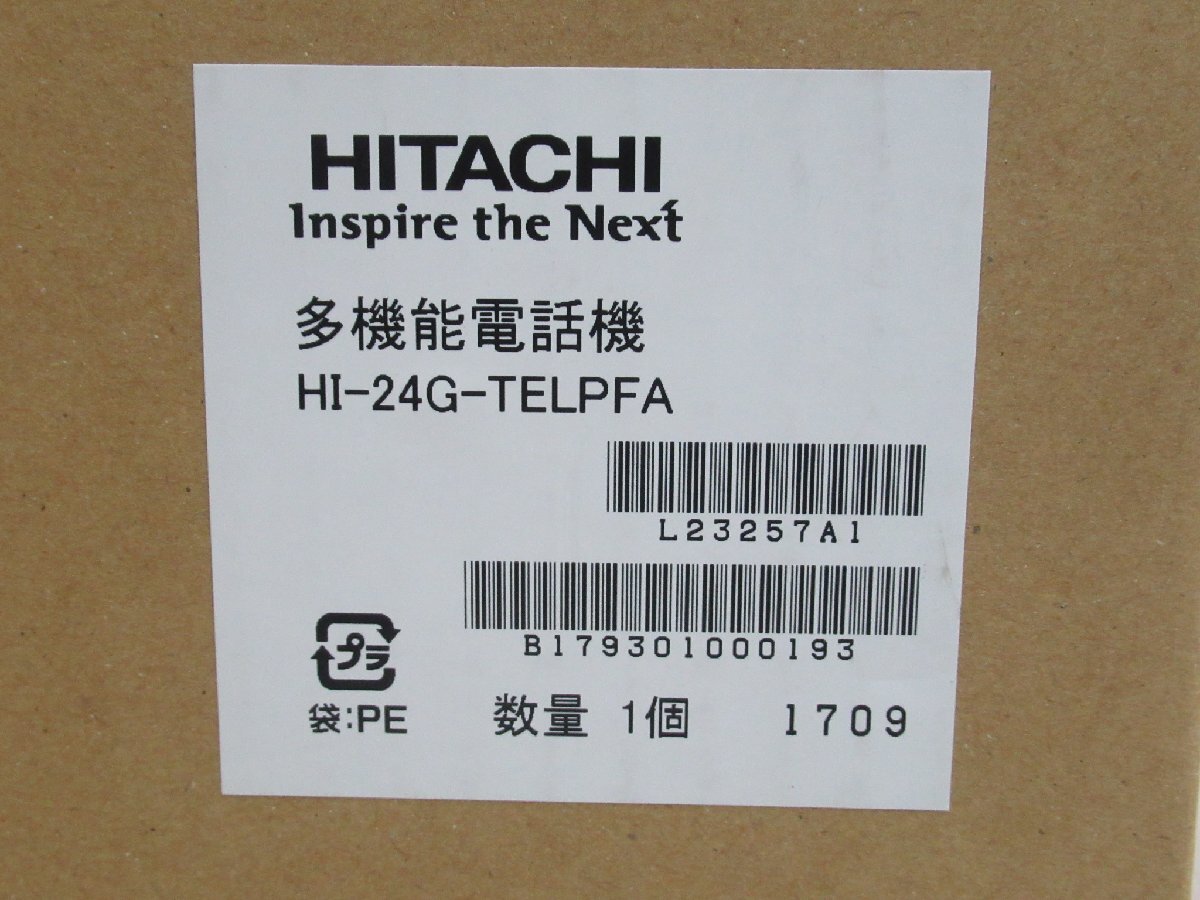 HITACHI
Inspire the Next
多機能電話機
HI-24G-TELPFA
L23257A1
B179301000193
プラ
袋:PE
数量 1個 1709